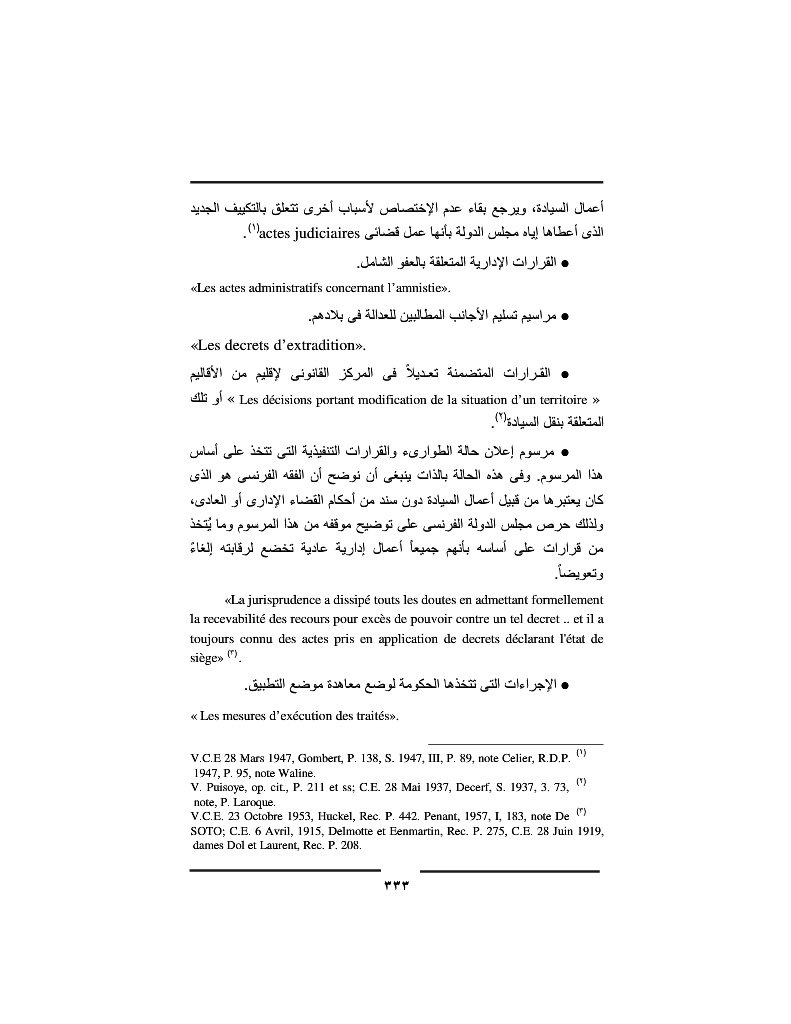 أعمال السيادة، ويرجع بقاء عدم الإختصاص لأسباب أخرى تتعلق بالتكييف الجديد
الذى أعطاها إياه مجلس الدولة بأنها عمل قضائى actes judiciaires(١).
● القرارات الإدارية المتعلقة بالعفو الشامل.
«Les actes administratifs concernant l’amnistie».
● مراسيم تسليم الأجانب المطالبين للعدالة فى بلادهم.
«Les decrets d’extradition».
● القرارات المتضمنة تعديلاً فى المركز القانونى لإقليم من الأقاليم
« Les décisions portant modification de la situation d’un territoire » أو تلك
المتعلقة بنقل السيادة(٢).
● مرسوم إعلان حالة الطوارىء والقرارات التنفيذية التى تتخذ على أساس
هذا المرسوم. وفى هذه الحالة بالذات ينبغى أن نوضح أن الفقه الفرنسى هو الذى
كان يعتبرها من قبيل أعمال السيادة دون سند من أحكام القضاء الإدارى أو العادى،
ولذلك حرص مجلس الدولة الفرنسى على توضيح موقفه من هذا المرسوم وما يُتخذ
من قرارات على أساسه بأنهم جميعاً أعمال إدارية عادية تخضع لرقابته إلغاءً
وتعويضاً.
«La jurisprudence a dissipé touts les doutes en admettant formellement
la recevabilité des recours pour excès de pouvoir contre un tel decret .. et il a
toujours connu des actes pris en application de decrets déclarant l'état de
siège» (٣).
● الإجراءات التى تتخذها الحكومة لوضع معاهدة موضع التطبيق.
« Les mesures d’exécution des traités».
V.C.E 28 Mars 1947, Gombert, P. 138, S. 1947, III, P. 89, note Celier, R.D.P. (١)
1947, P. 95, note Waline.
V. Puisoye, op. cit., P. 211 et ss; C.E. 28 Mai 1937, Decerf, S. 1937, 3. 73, (٢)
note, P. Laroque.
V.C.E. 23 Octobre 1953, Huckel, Rec. P. 442. Penant, 1957, I, 183, note De (٣)
SOTO; C.E. 6 Avril, 1915, Delmotte et Eenmartin, Rec. P. 275, C.E. 28 Juin 1919,
dames Dol et Laurent, Rec. P. 208.
٣٣٣